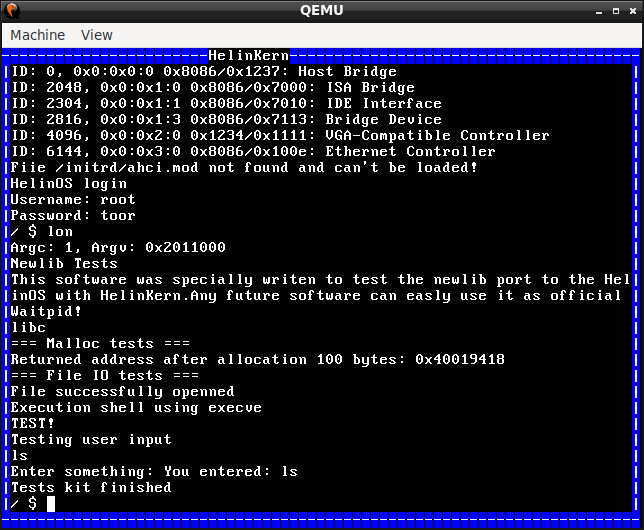 QEMU
Machine View
HelinKern
ID: 0, 0x0:0x0:0 0x8086/0x1237: Host Bridge
ID: 2048, 0x0:0x1:0 0x8086/0x7000: ISA Bridge
ID: 2304, 0x0:0x1:1 0x8086/0x7010: IDE Interface
ID: 2816, 0x0:0x1:3 0x8086/0x7113: Bridge Device
ID: 4096, 0x0:0x2:0 0x1234/0x1111: VGA-Compatible Controller
ID: 6144, 0x0:0x3:0 0x8086/0x100e: Ethernet Controller
File /initrd/ahci.mod not found and can't be loaded!
HelinOS login
Username: root
Password: toor
/ $ lon
Argc: 1, Argv: 0x2011000
Newlib Tests
This software was specially writen to test the newlib port to the Hel
inOS with HelinKern.Any future software can easly use it as official
Waitpid!
libc
=== Malloc tests ===
Returned address after allocation 100 bytes: 0x40019418
=== File IO tests ===
File successfully openned
Execution shell using execve
TEST!
Testing user input
ls
Enter something: You entered: ls
Tests kit finished
/ $